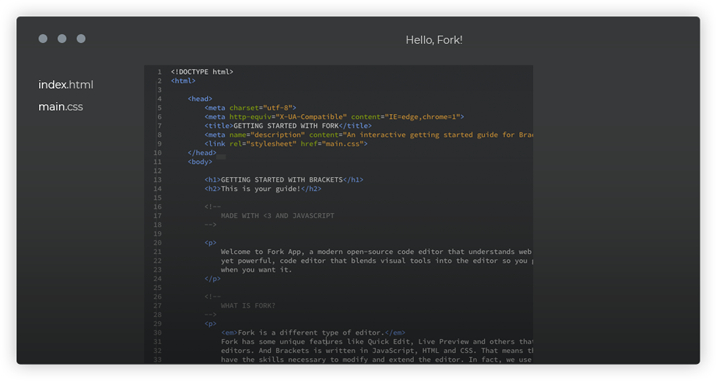 Hello, Fork!
index.html
main.css
1 <!DOCTYPE html>
2 <html>
3
4 <head>
5 <meta charset="utf-8">
6 <meta http-equiv="X-UA-Compatible" content="IE=edge,chrome=1">
7 <title>GETTING STARTED WITH FORK</title>
8 <meta name="description" content="An interactive getting started guide for Brac
9 <link rel="stylesheet" href="main.css">
10 </head>
11 <body>
12
13 <h1>GETTING STARTED WITH BRACKETS</h1>
14 <h2>This is your guide!</h2>
15
16 <!--
17 MADE WITH <3 AND JAVASCRIPT
18 -->
19
20 <p>
21 Welcome to Fork App, a modern open-source code editor that understands web
22 yet powerful, code editor that blends visual tools into the editor so you
23 when you want it.
24 </p>
25
26 <!--
27 WHAT IS FORK?
28 -->
29 <p>
30 <em>Fork is a different type of editor.</em>
31 Fork has some unique features like Quick Edit, Live Preview and others that
32 editors. And Brackets is written in JavaScript, HTML and CSS. That means th
33 have the skills necessary to modify and extend the editor. In fact, we use